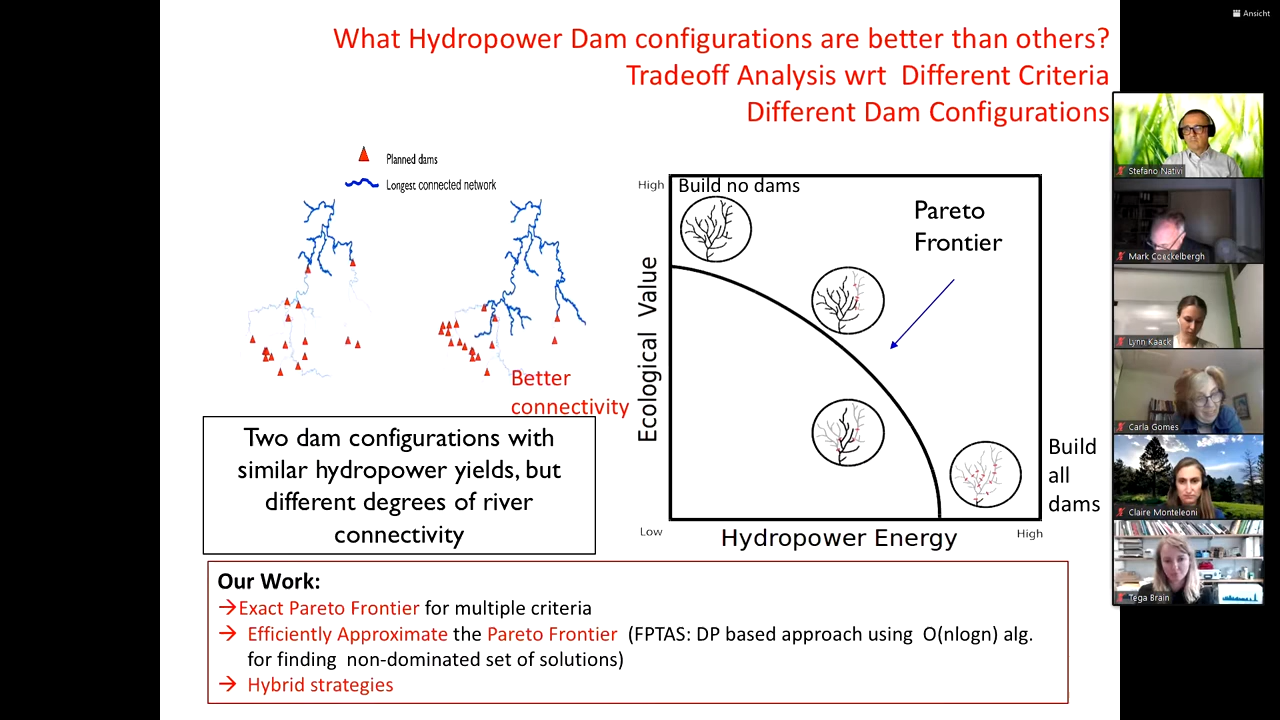 Ansicht
What Hydropower Dam configurations are better than others?
Tradeoff Analysis wrt Different Criteria
Different Dam Configurations
Planned dams
Longest connected network
Better
connectivity
Two dam configurations with
similar hydropower yields, but
different degrees of river
connectivity
High
Build no dams
Pareto
Frontier
Ecological Value
Build
all
dams
Low
Hydropower Energy
High
Our Work:
→Exact Pareto Frontier for multiple criteria
→ Efficiently Approximate the Pareto Frontier (FPTAS: DP based approach using O(nlogn) alg.
for finding non-dominated set of solutions)
→ Hybrid strategies
Stefano Nativi
Mark Coeckelbergh
Lynn Kaack
Carla Gomes
Claire Monteleoni
Tega Brain